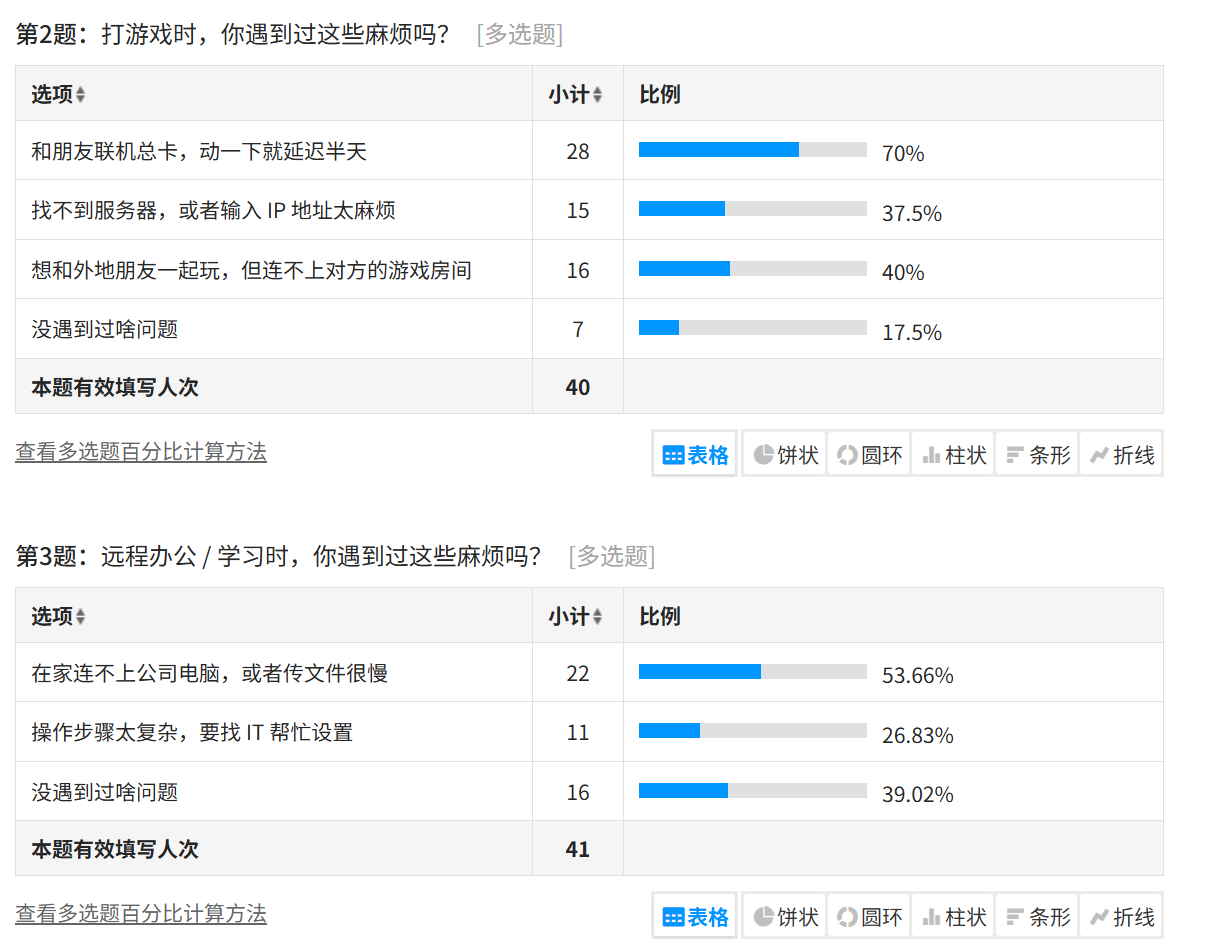 第2题：打游戏时，你遇到过这些麻烦吗？ [多选题]
选项 小计 比例
和朋友联机总卡，动一下就延迟半天 28 70%
找不到服务器，或者输入 IP 地址太麻烦 15 37.5%
想和外地朋友一起玩，但连不上对方的游戏房间 16 40%
没遇到过啥问题 7 17.5%
本题有效填写人次 40
查看多选题百分比计算方法 表格 饼状 圆环 柱状 条形 折线
第3题：远程办公 / 学习时，你遇到过这些麻烦吗？ [多选题]
选项 小计 比例
在家连不上公司电脑，或者传文件很慢 22 53.66%
操作步骤太复杂，要找 IT 帮忙设置 11 26.83%
没遇到过啥问题 16 39.02%
本题有效填写人次 41
查看多选题百分比计算方法 表格 饼状 圆环 柱状 条形 折线